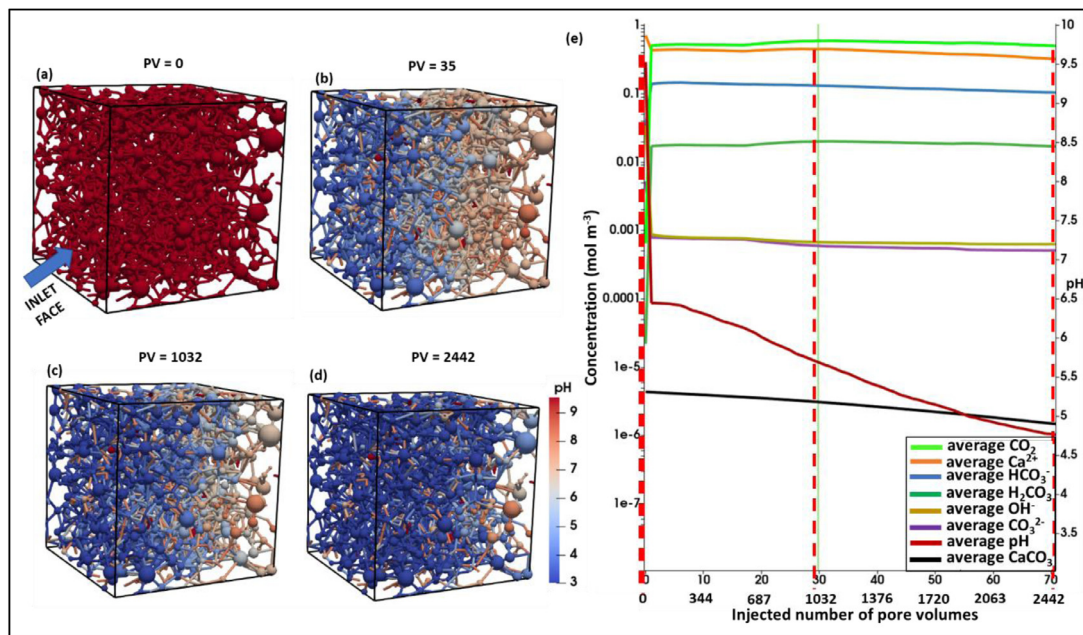 (a)
PV = 0
INLET
FACE
(b)
PV = 35
(c)
PV = 1032
(d)
PV = 2442
pH
9
8
7
6
5
4
3
(e)
Concentration (mol m⁻³)
1
0.1
0.01
0.001
0.0001
1e-5
1e-6
1e-7
10
9.5
9
8.5
8
7.5
7
6.5
6
5.5
5
4.5
4
3.5
pH
average CO₂
average Ca²⁺
average HCO₃⁻
average H₂CO₃
average OH⁻
average CO₃²⁻
average pH
average CaCO₃
0 10 20 30 40 50 60 70
0 344 687 1032 1376 1720 2063 2442
Injected number of pore volumes